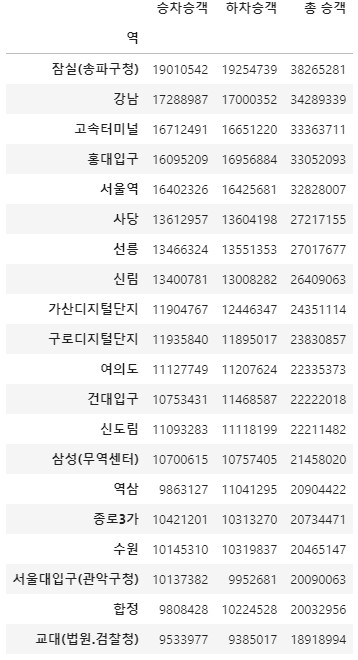 승차승객 하차승객 총 승객
역
잠실(송파구청) 19010542 19254739 38265281
강남 17288987 17000352 34289339
고속터미널 16712491 16651220 33363711
홍대입구 16095209 16956884 33052093
서울역 16402326 16425681 32828007
사당 13612957 13604198 27217155
선릉 13466324 13551353 27017677
신림 13400781 13008282 26409063
가산디지털단지 11904767 12446347 24351114
구로디지털단지 11935840 11895017 23830857
여의도 11127749 11207624 22335373
건대입구 10753431 11468587 22222018
신도림 11093283 11118199 22211482
삼성(무역센터) 10700615 10757405 21458020
역삼 9863127 11041295 20904422
종로3가 10421201 10313270 20734471
수원 10145310 10319837 20465147
서울대입구(관악구청) 10137382 9952681 20090063
합정 9808428 10224528 20032956
교대(법원.검찰청) 9533977 9385017 18918994